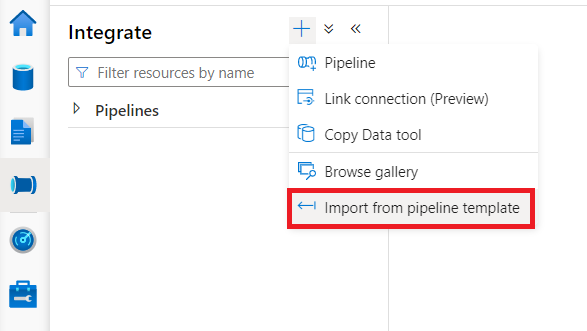 Integrate
Filter resources by name
Pipelines
Pipeline
Link connection (Preview)
Copy Data tool
Browse gallery
Import from pipeline template